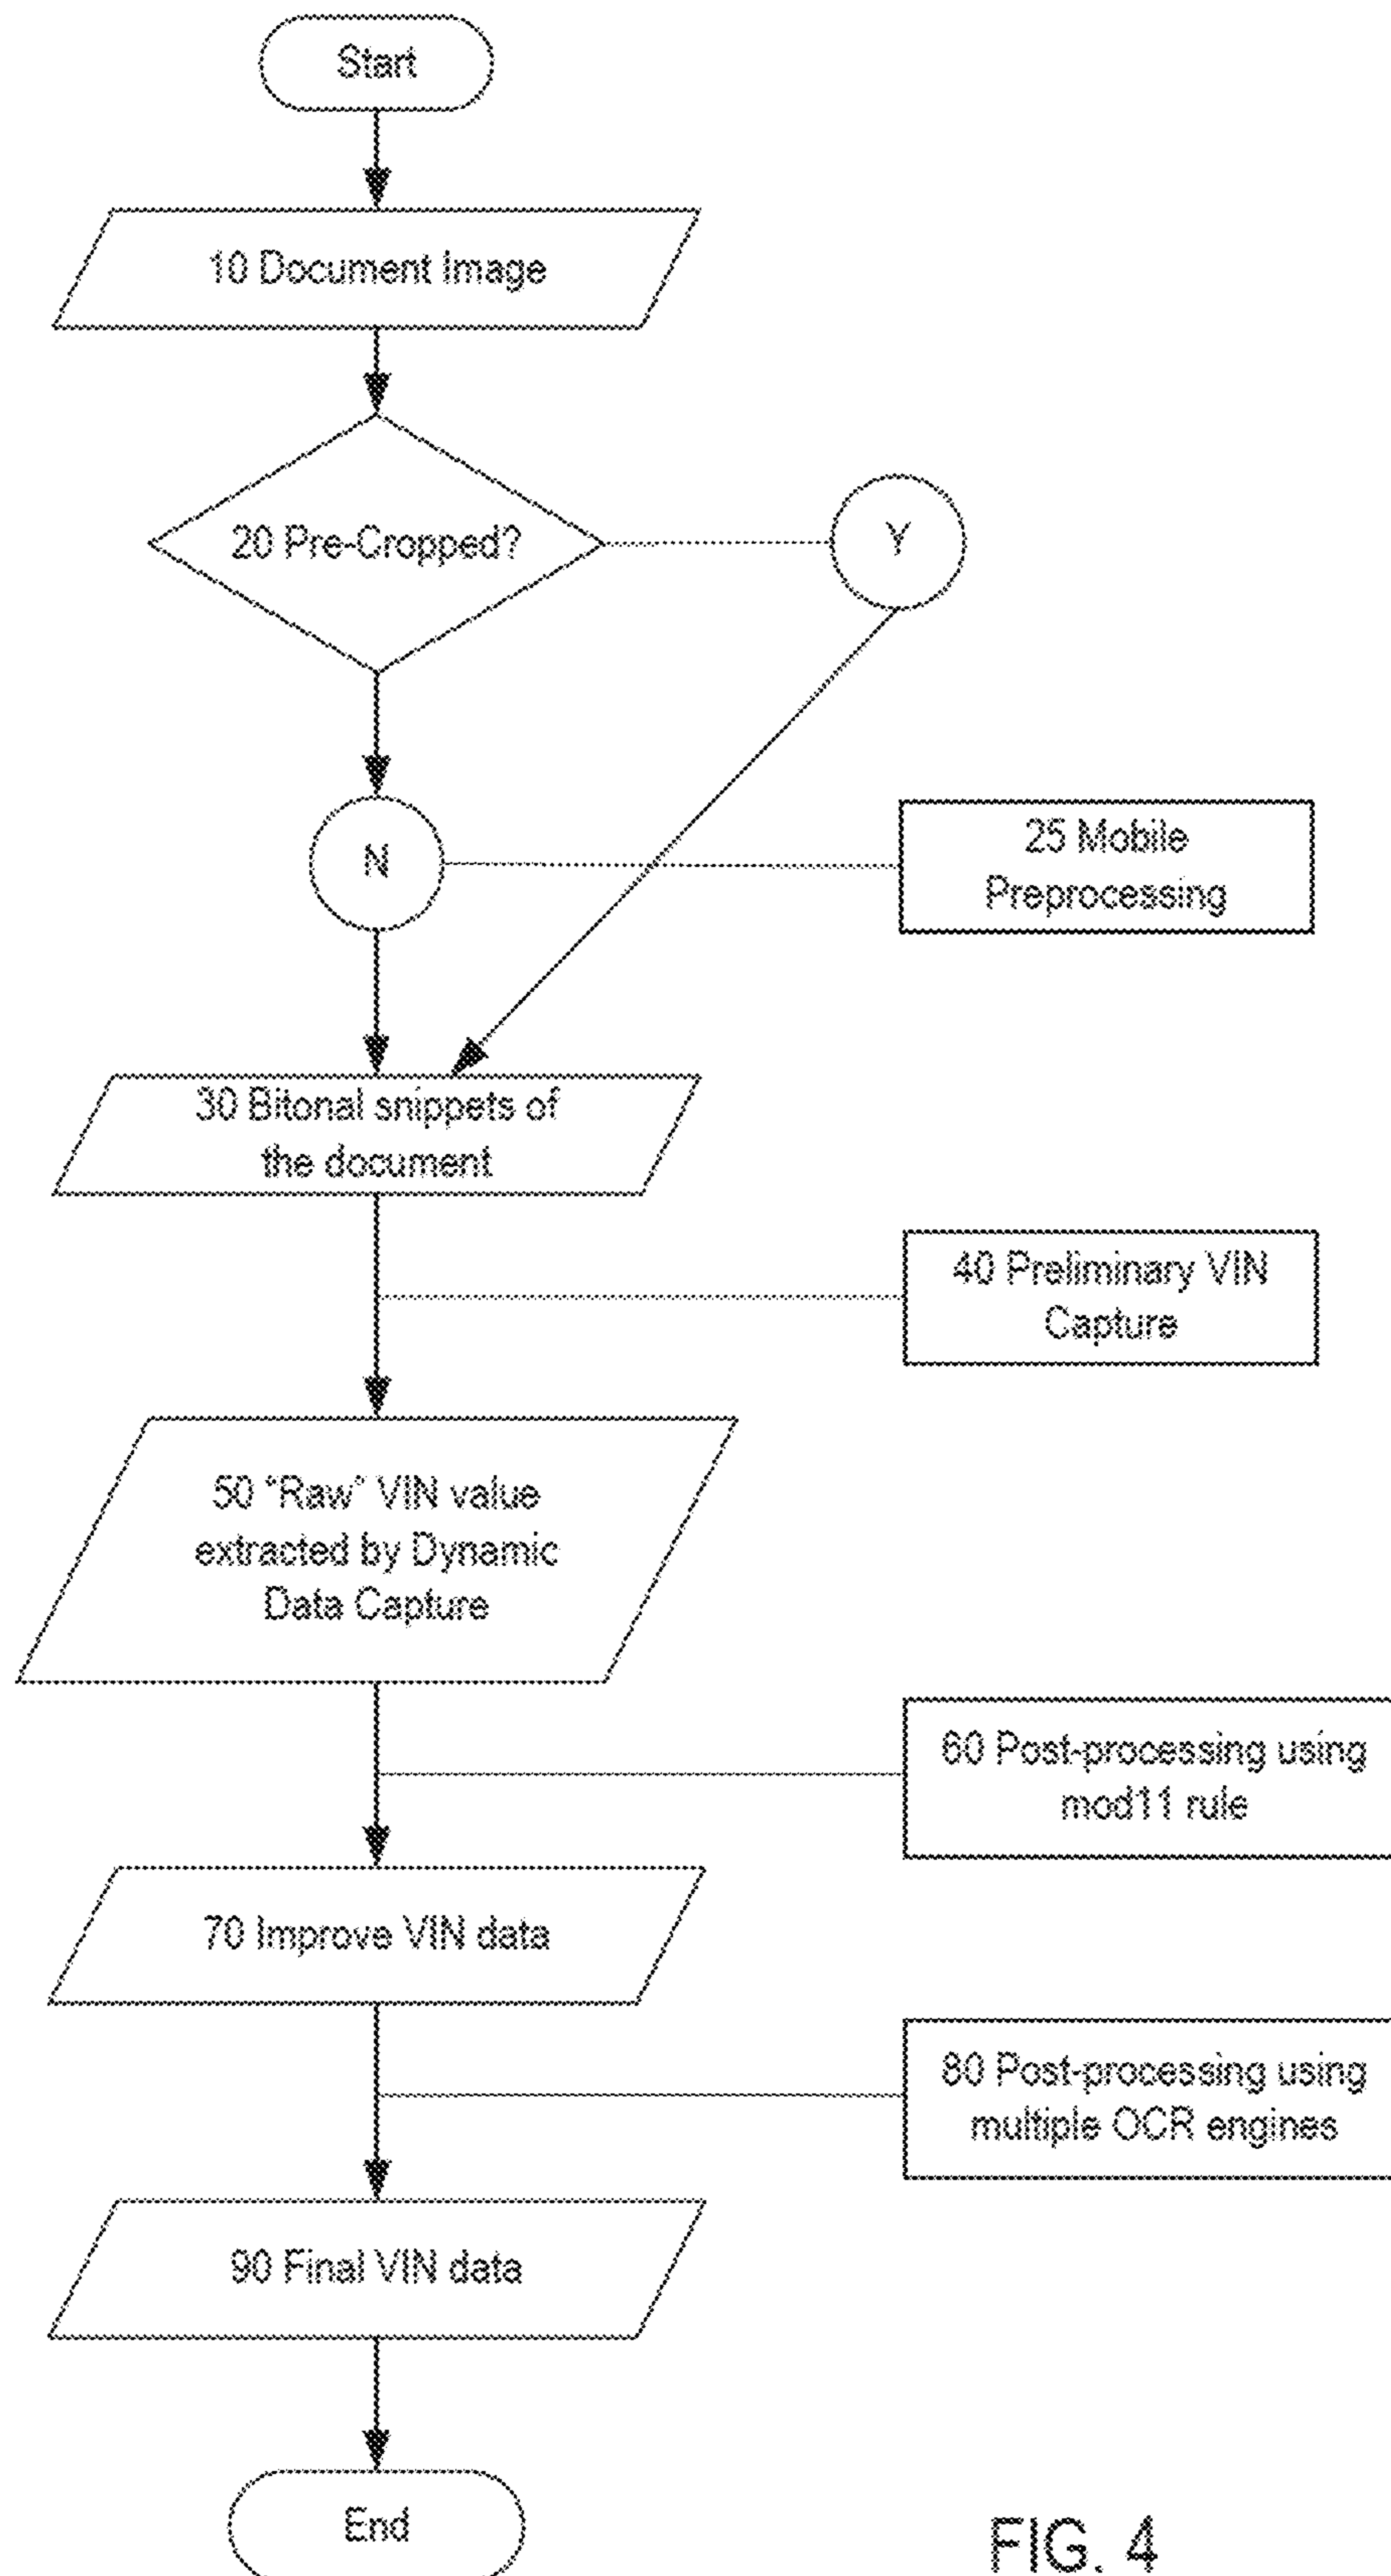 Start
10 Document Image
20 Pre-Cropped?
Y
N
25 Mobile
Preprocessing
30 Bitonal snippets of
the document
40 Preliminary VIN
Capture
50 "Raw" VIN value
extracted by Dynamic
Data Capture
60 Post-processing using
mod11 rule
70 Improve VIN data
80 Post-processing using
multiple OCR engines
90 Final VIN data
End
FIG. 4